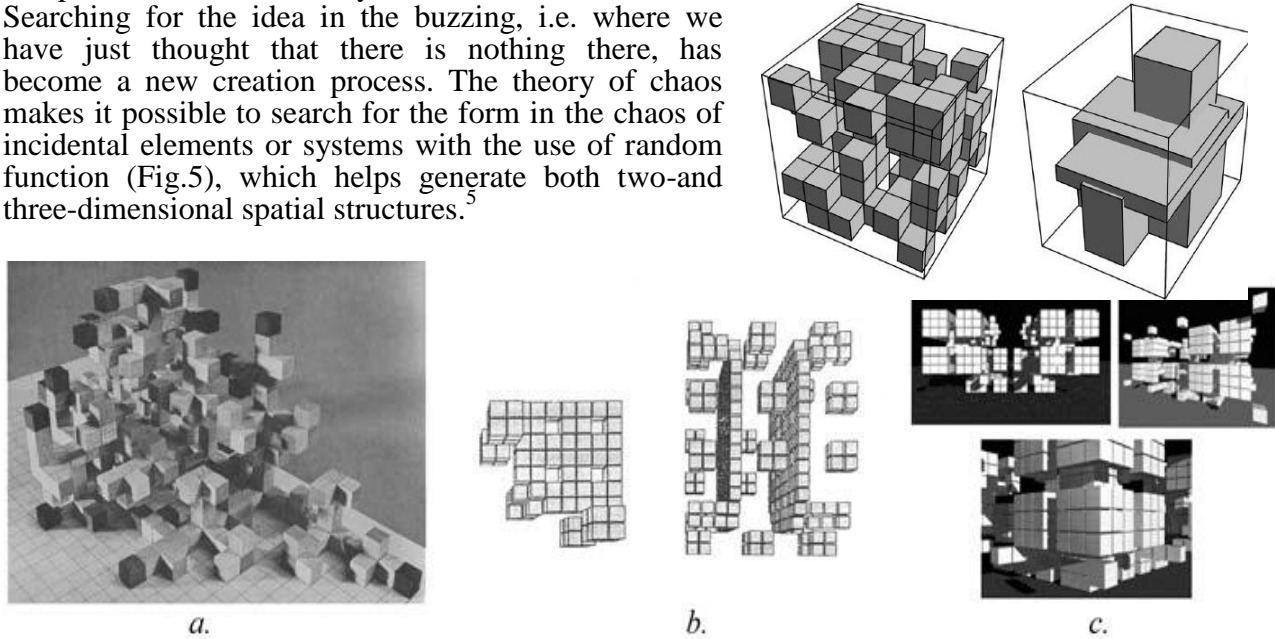 Searching for the idea in the buzzing, i.e. where we
have just thought that there is nothing there, has
become a new creation process. The theory of chaos
makes it possible to search for the form in the chaos of
incidental elements or systems with the use of random
function (Fig.5), which helps generate both two-and
three-dimensional spatial structures.5
a.
b.
c.